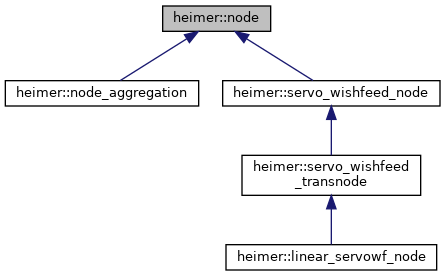 heimer::node
heimer::node_aggregation
heimer::servo_wishfeed_node
heimer::servo_wishfeed
_transnode
heimer::linear_servowf_node